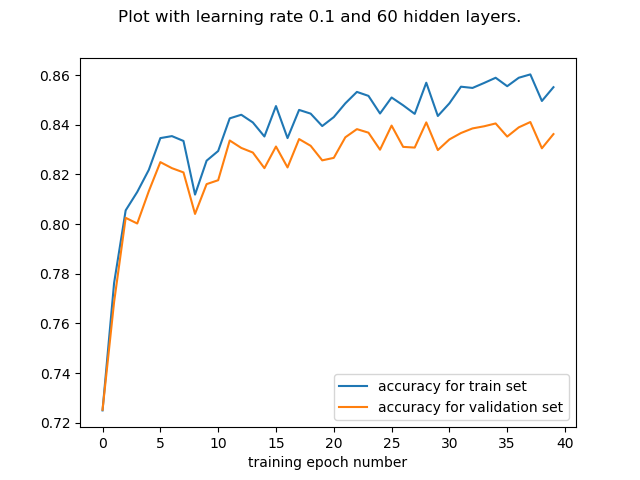 Plot with learning rate 0.1 and 60 hidden layers.
0.86
0.84
0.82
0.80
0.78
0.76
0.74
0.72
accuracy for train set
accuracy for validation set
0 5 10 15 20 25 30 35 40
training epoch number